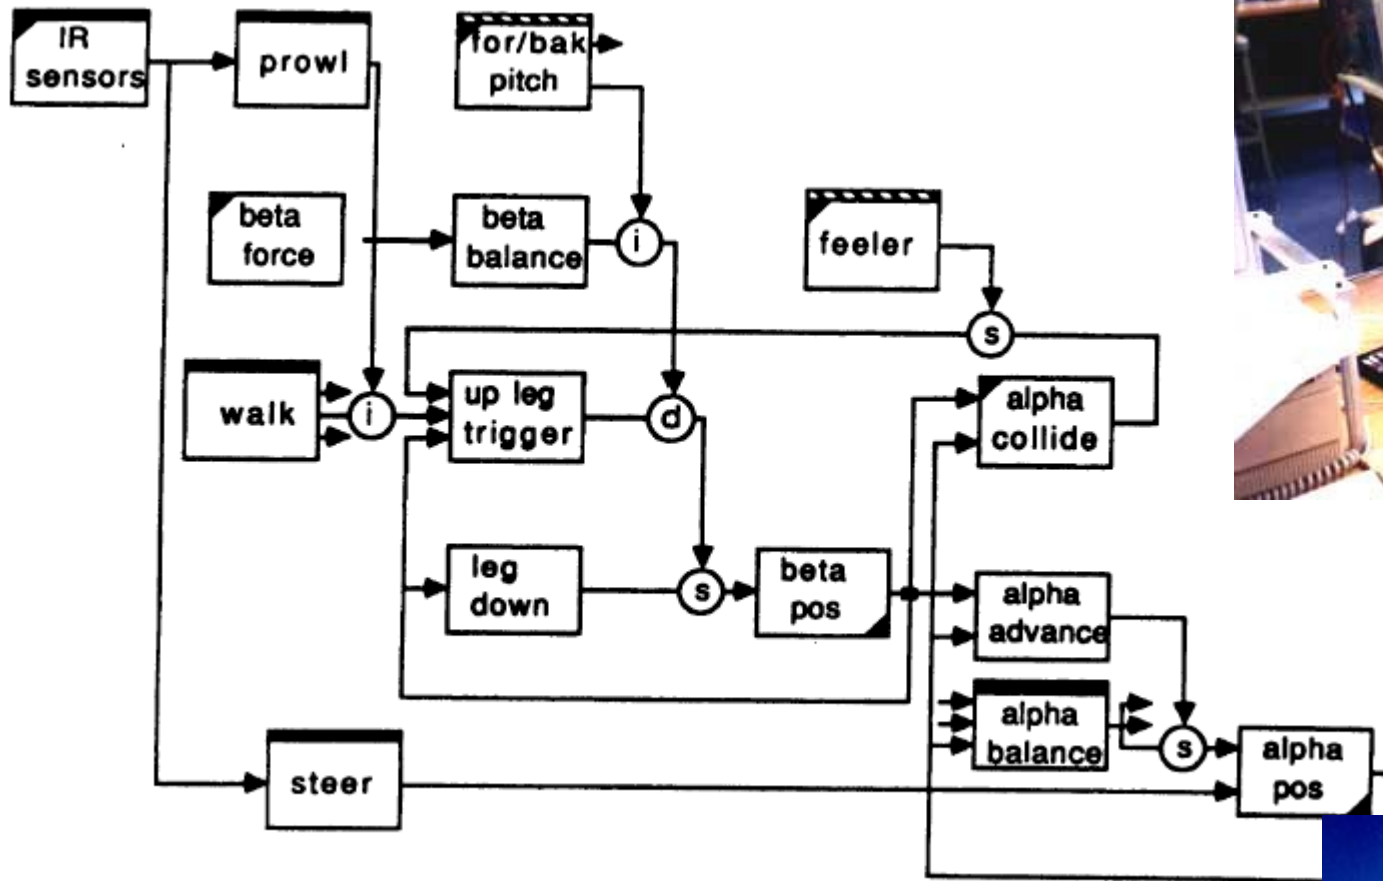 IR
sensors
prowl
for/bak
pitch
beta
force
beta
balance
i
feeler
s
walk
i
up leg
trigger
d
alpha
collide
leg
down
s
beta
pos
alpha
advance
alpha
balance
s
steer
alpha
pos